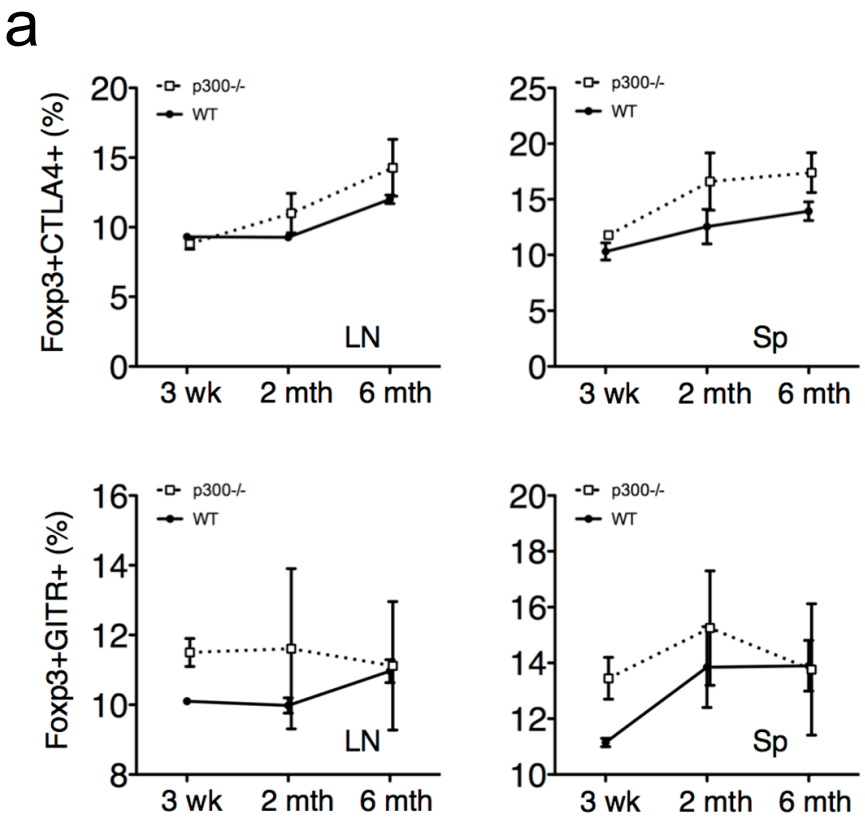 a
Foxp3+CTLA4+ (%)
20
15
10
5
0
p300-/-
WT
LN
3 wk 2 mth 6 mth
25
20
15
10
5
0
p300-/-
WT
Sp
3 wk 2 mth 6 mth
Foxp3+GITR+ (%)
16
14
12
10
8
p300-/-
WT
LN
3 wk 2 mth 6 mth
20
18
16
14
12
10
p300-/-
WT
Sp
3 wk 2 mth 6 mth